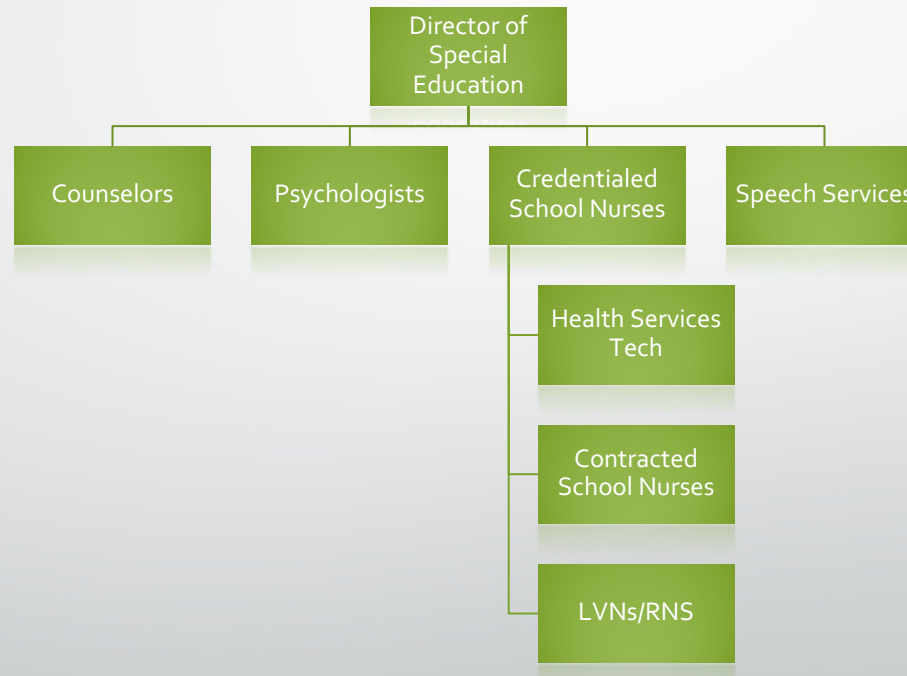 Director of
Special
Education
Counselors
Psychologists
Credentialed
School Nurses
Speech Services
Health Services
Tech
Contracted
School Nurses
LVNs/RNS